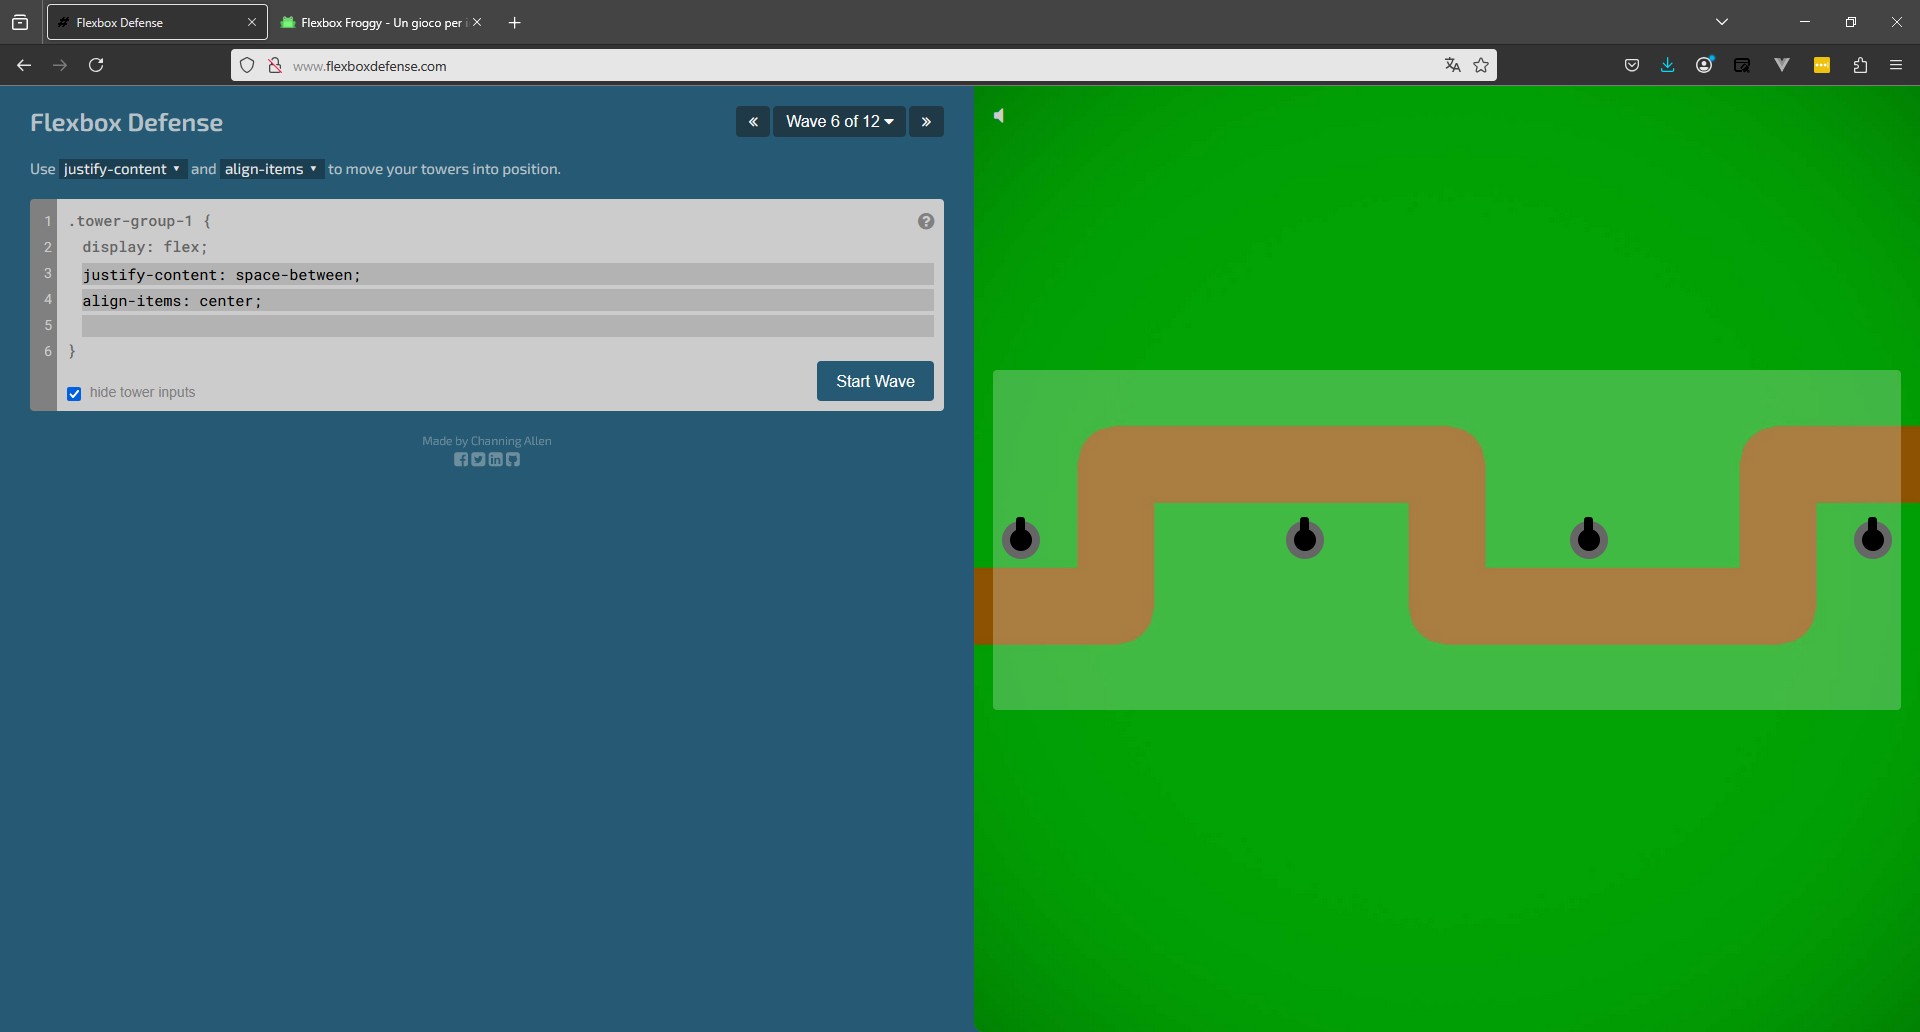 Flexbox Defense
Flexbox Froggy - Un gioco per i
www.flexboxdefense.com
Flexbox Defense
« Wave 6 of 12 »
Use justify-content ▾ and align-items ▾ to move your towers into position.
1 .tower-group-1 {
2 display: flex;
3 justify-content: space-between;
4 align-items: center;
5
6 }
hide tower inputs
Start Wave
Made by Channing Allen